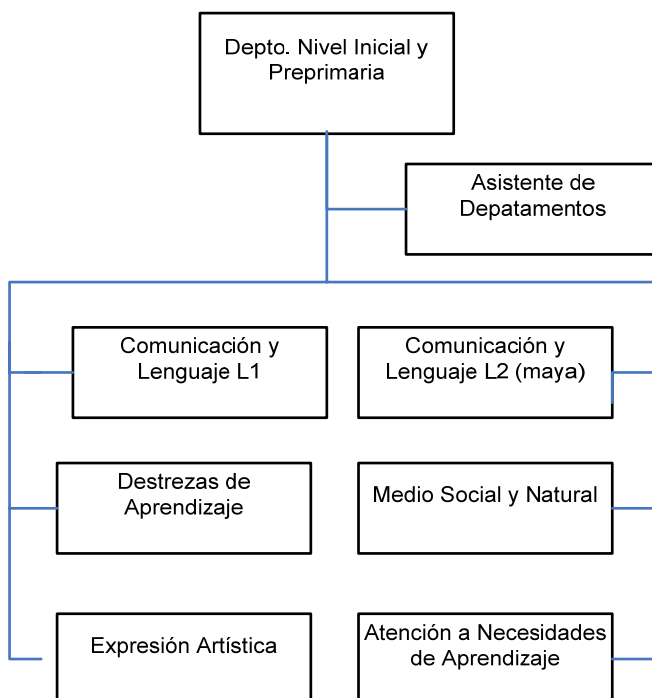 Depto. Nivel Inicial y
Preprimaria
Asistente de
Depatamentos
Comunicación y
Lenguaje L1
Comunicación y
Lenguaje L2 (maya)
Destrezas de
Aprendizaje
Medio Social y Natural
Expresión Artística
Atención a Necesidades
de Aprendizaje